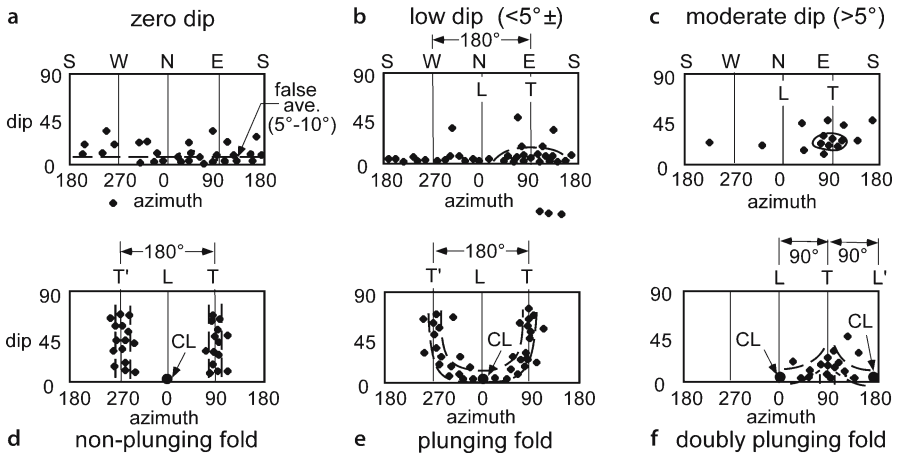 a zero dip
S W N E S
90
false
ave.
(5°-10°)
dip 45
0
180 270 0 90 180
azimuth
b low dip (<5°±)
180°
S W N E S
90
L T
45
0
180 270 0 90 180
azimuth
c moderate dip (>5°)
S W N E S
90
L T
45
0
180 270 0 90 180
azimuth
180°
T' L T
90
dip 45
CL
0
180 270 0 90 180
azimuth
d non-plunging fold
180°
T' L T
90
45
CL
0
180 270 0 90 180
azimuth
e plunging fold
90° 90°
L T L'
90
CL CL
45
0
180 270 0 90 180
azimuth
f doubly plunging fold